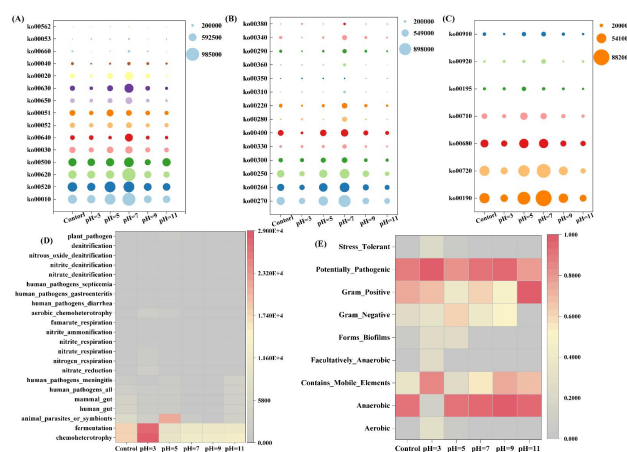 (A)
ko00562
ko00053
ko00660
ko00040
ko00020
ko00630
ko00650
ko00051
ko00052
ko00640
ko00030
ko00500
ko00620
ko00520
ko00010
Contorl pH=3 pH=5 pH=7 pH=9 pH=11
200000
592500
985000
(B)
ko00380
ko00340
ko00290
ko00360
ko00350
ko00310
ko00220
ko00280
ko00400
ko00330
ko00300
ko00250
ko00260
ko00270
Contorl pH=3 pH=5 pH=7 pH=9 pH=11
200000
549000
898000
(C)
ko00910
ko00920
ko00195
ko00710
ko00680
ko00720
ko00190
Contorl pH=3 pH=5 pH=7 pH=9 pH=11
20000
54100
88200
(D)
plant_pathogen
denitrification
nitrous_oxide_denitrification
nitrite_denitrification
nitrate_denitrification
human_pathogens_septicemia
human_pathogens_gastroenteritis
human_pathogens_diarrhea
aerobic_chemoheterotrophy
fumarate_respiration
nitrite_ammonification
nitrite_respiration
nitrate_respiration
nitrogen_respiration
nitrate_reduction
human_pathogens_meningitis
human_pathogens_all
mammal_gut
human_gut
animal_parasites_or_symbionts
fermentation
chemoheterotrophy
Control pH=3 pH=5 pH=7 pH=9 pH=11
2.900E+4
2.320E+4
1.740E+4
1.160E+4
5800
0.000
(E)
Stress_Tolerant
Potentially_Pathogenic
Gram_Positive
Gram_Negative
Forms_Biofilms
Facultatively_Anaerobic
Contains_Mobile_Elements
Anaerobic
Aerobic
Control pH=3 pH=5 pH=7 pH=9 pH=11
1.000
0.8000
0.6000
0.4000
0.2000
0.000